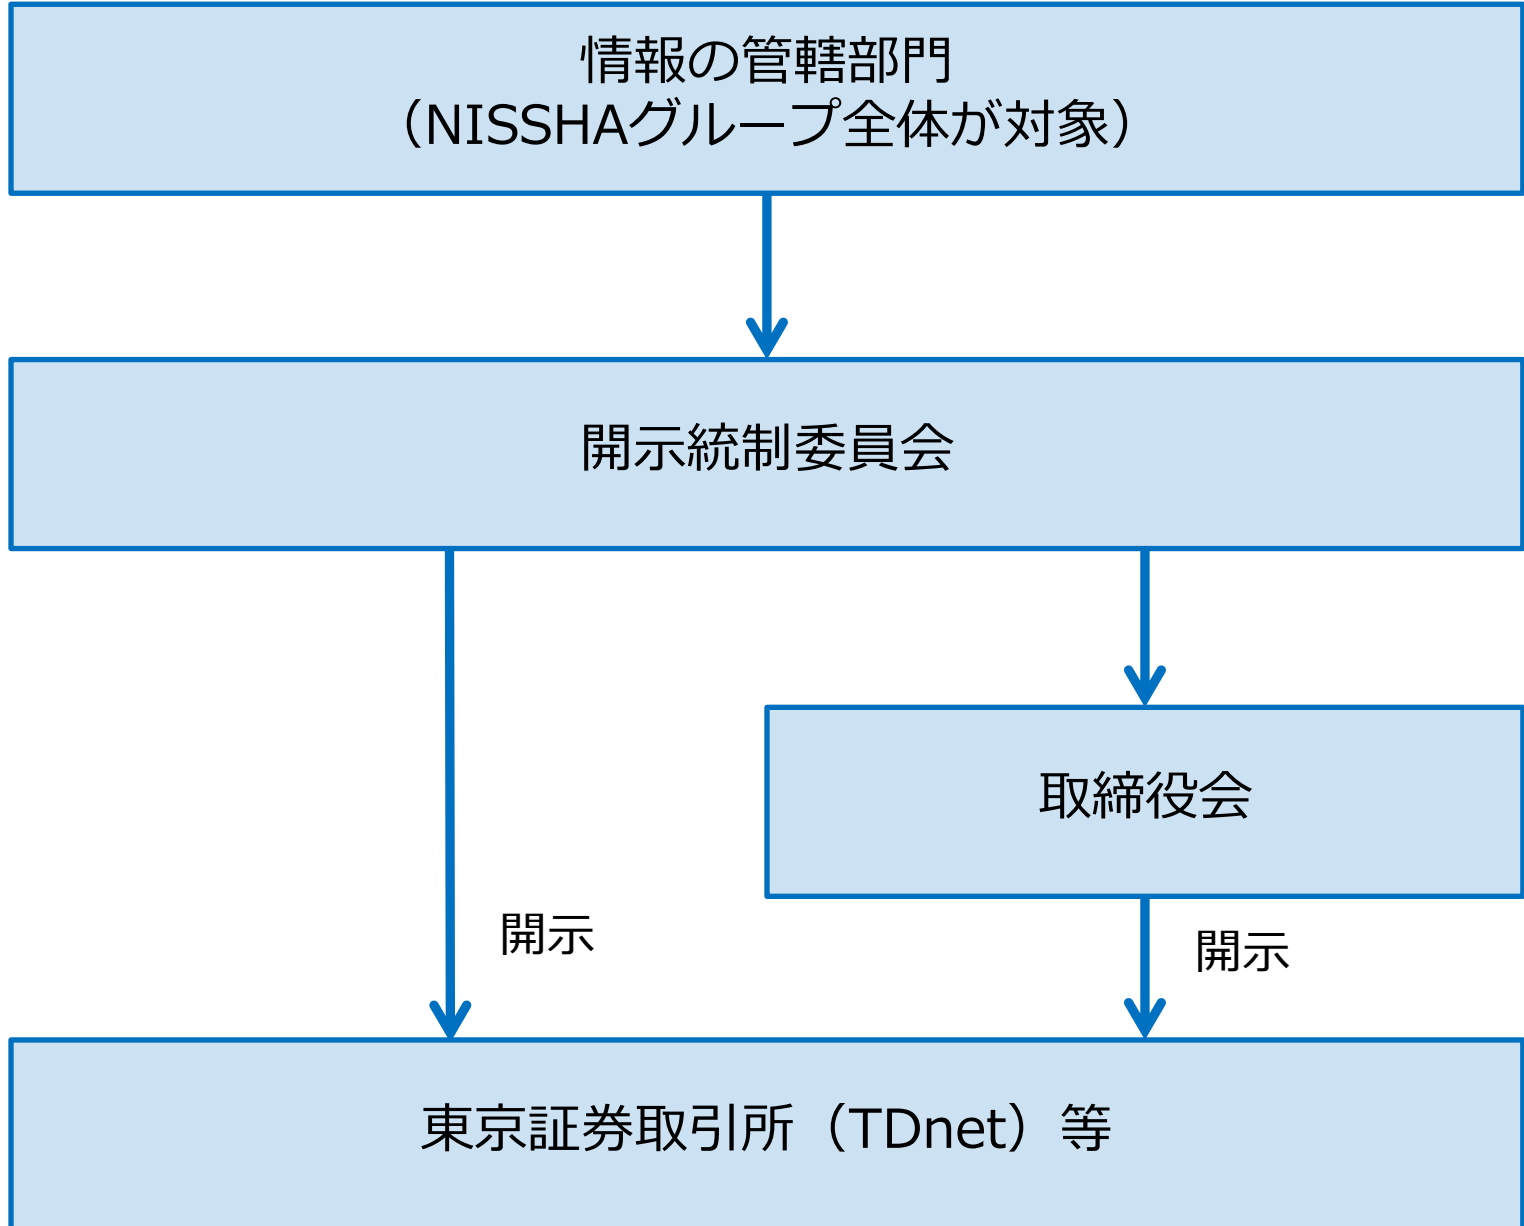 情報の管轄部門
（NISSHAグループ全体が対象）
開示統制委員会
取締役会
開示
開示
東京証券取引所（TDnet）等